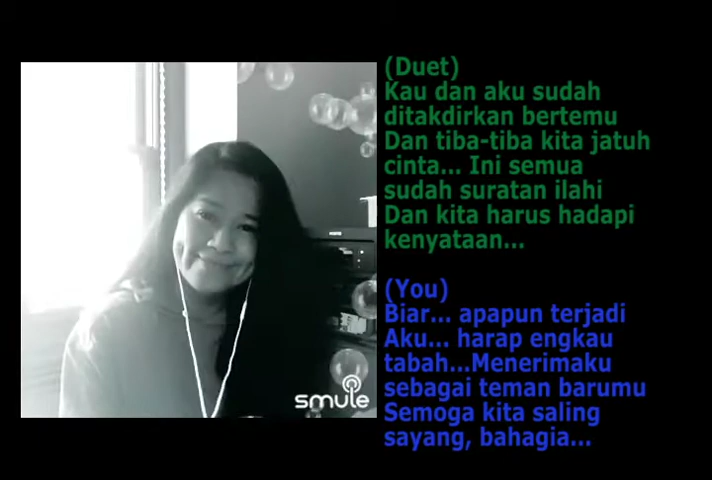 (Duet)
Kau dan aku sudah
ditakdirkan bertemu
Dan tiba-tiba kita jatuh
cinta... Ini semua
sudah suratan ilahi
Dan kita harus hadapi
kenyataan...
(You)
Biar... apapun terjadi
Aku... harap engkau
tabah...Menerimaku
sebagai teman barumu
Semoga kita saling
sayang, bahagia...
smule